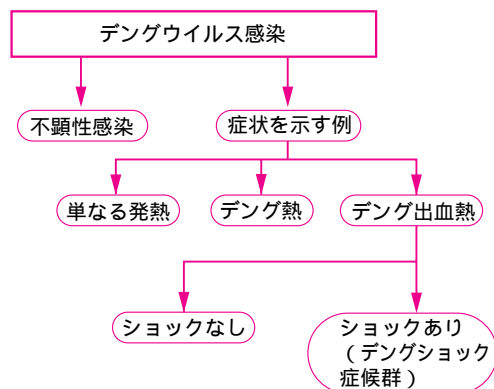 デングウイルス感染
不顕性感染
症状を示す例
単なる発熱
デング熱
デング出血熱
ショックなし
ショックあり
（デングショック
症候群）